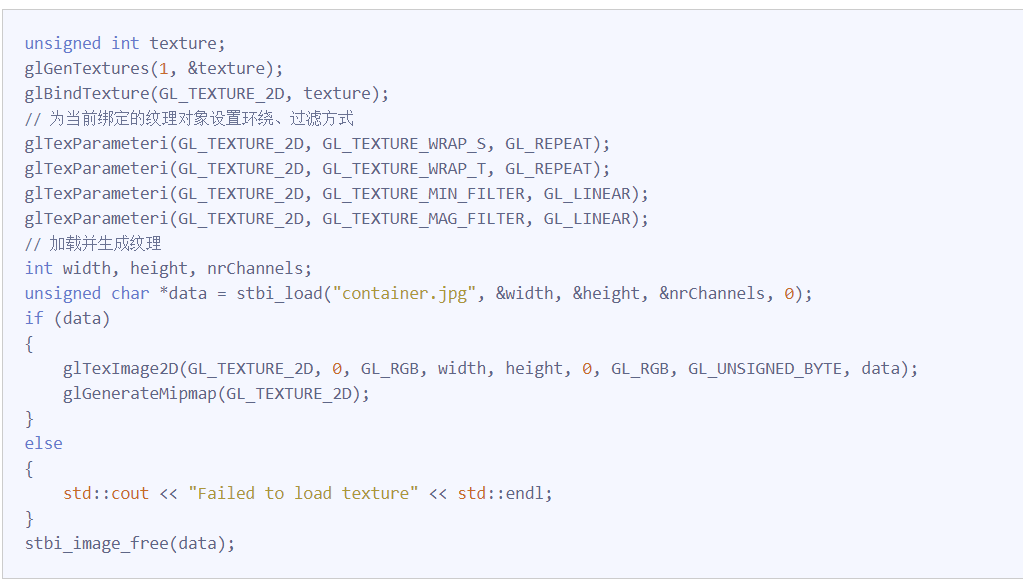 unsigned int texture;
glGenTextures(1, &texture);
glBindTexture(GL_TEXTURE_2D, texture);
// 为当前绑定的纹理对象设置环绕、过滤方式
glTexParameteri(GL_TEXTURE_2D, GL_TEXTURE_WRAP_S, GL_REPEAT);
glTexParameteri(GL_TEXTURE_2D, GL_TEXTURE_WRAP_T, GL_REPEAT);
glTexParameteri(GL_TEXTURE_2D, GL_TEXTURE_MIN_FILTER, GL_LINEAR);
glTexParameteri(GL_TEXTURE_2D, GL_TEXTURE_MAG_FILTER, GL_LINEAR);
// 加载并生成纹理
int width, height, nrChannels;
unsigned char *data = stbi_load("container.jpg", &width, &height, &nrChannels, 0);
if (data)
{
    glTexImage2D(GL_TEXTURE_2D, 0, GL_RGB, width, height, 0, GL_RGB, GL_UNSIGNED_BYTE, data);
    glGenerateMipmap(GL_TEXTURE_2D);
}
else
{
    std::cout << "Failed to load texture" << std::endl;
}
stbi_image_free(data);